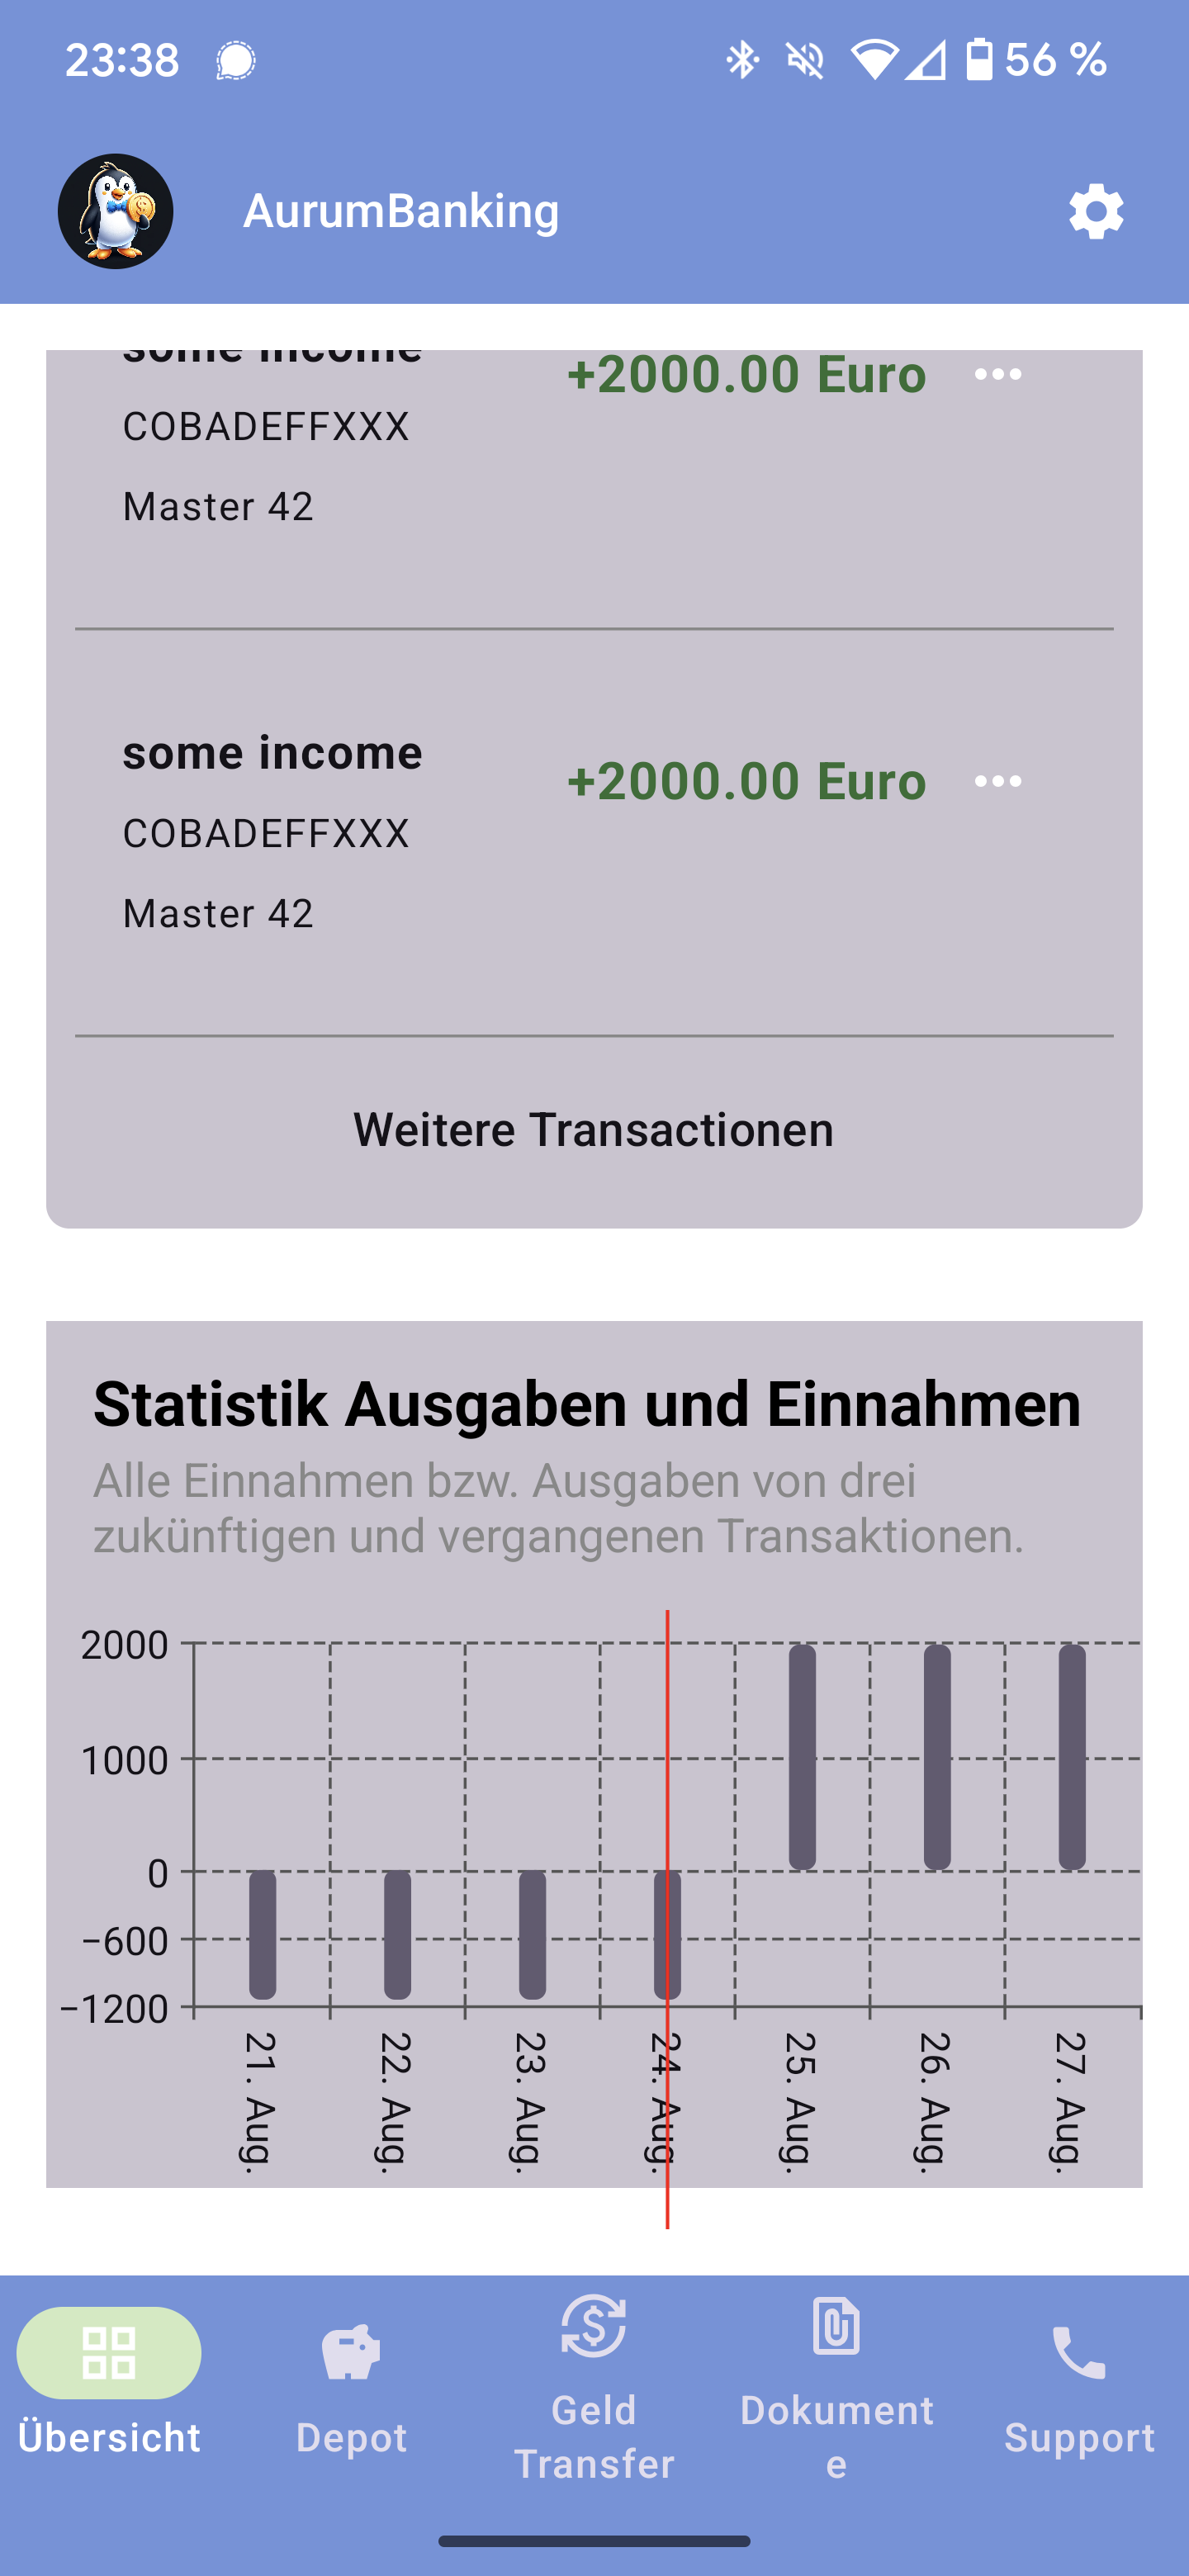 23:38
56 %
AurumBanking
some income
+2000.00 Euro
COBADEFFXXX
Master 42
some income
+2000.00 Euro
COBADEFFXXX
Master 42
Weitere Transactionen
Statistik Ausgaben und Einnahmen
Alle Einnahmen bzw. Ausgaben von drei
zukünftigen und vergangenen Transaktionen.
2000
1000
0
−600
−1200
21. Aug.
22. Aug.
23. Aug.
24. Aug.
25. Aug.
26. Aug.
27. Aug.
Übersicht
Depot
Geld
Transfer
Dokument
e
Support